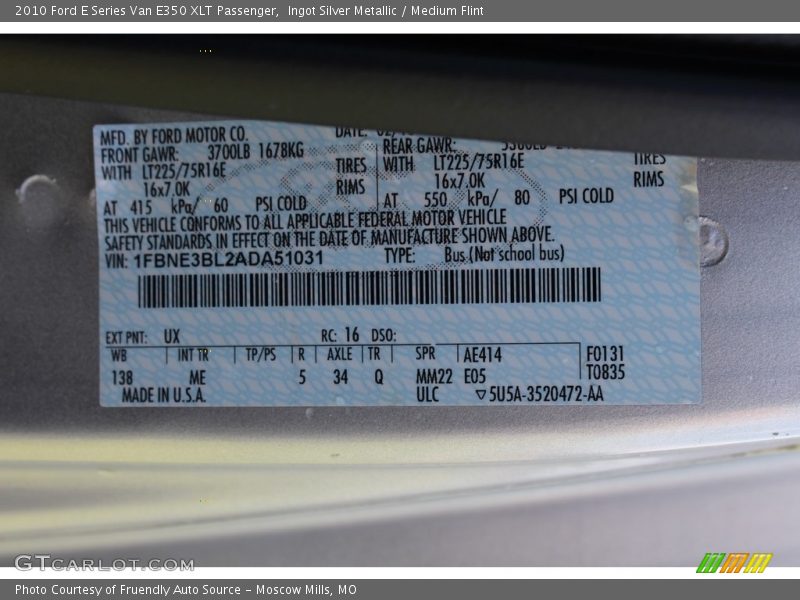 2010 Ford E Series Van E350 XLT Passenger,  Ingot Silver Metallic / Medium Flint
MFD. BY FORD MOTOR CO. DATE:
FRONT GAWR: 3700LB 1678KG REAR GAWR:
WITH LT225/75R16E TIRES WITH LT225/75R16E TIRES
16x7.0K RIMS 16x7.0K RIMS
AT 415 kPa/ 60 PSI COLD AT 550 kPa/ 80 PSI COLD
THIS VEHICLE CONFORMS TO ALL APPLICABLE FEDERAL MOTOR VEHICLE
SAFETY STANDARDS IN EFFECT ON THE DATE OF MANUFACTURE SHOWN ABOVE.
VIN: 1FBNE3BL2ADA51031 TYPE: Bus (Not school bus)
EXT PNT: UX RC: 16 DSO:
WB INT TR TP/PS R AXLE TR SPR AE414 F0131
138 ME 5 34 Q MM22 E05 T0835
MADE IN U.S.A. ULC ▽5U5A-3520472-AA
GTCARLOT.COM
Photo Courtesy of Fruendly Auto Source - Moscow Mills, MO